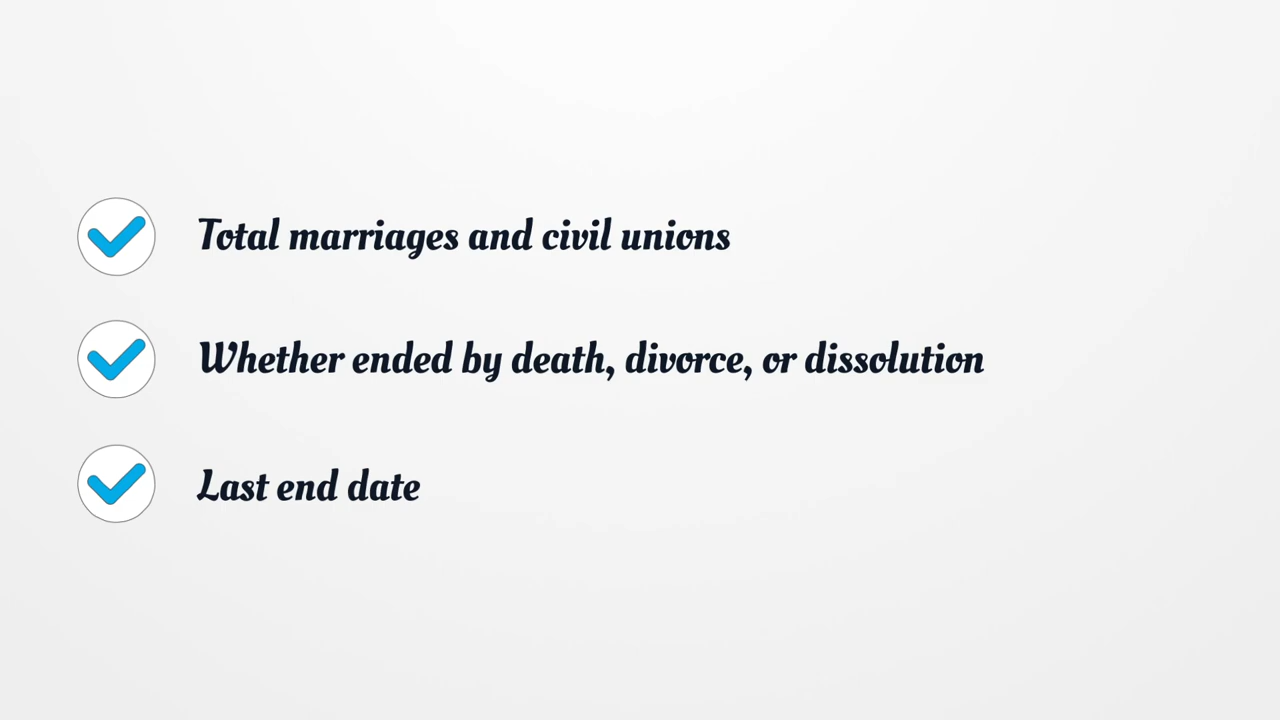 Total marriages and civil unions
Whether ended by death, divorce, or dissolution
Last end date